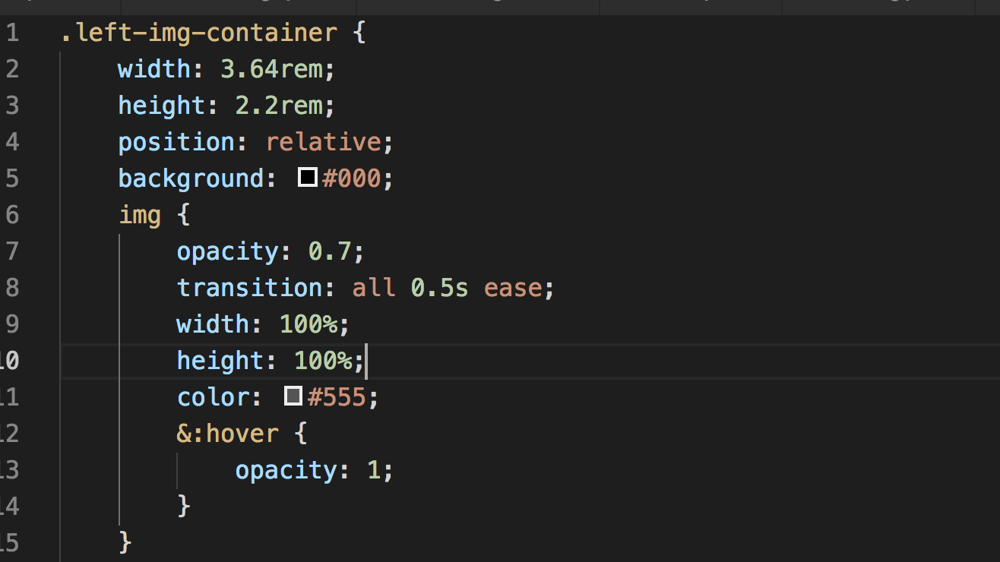 1 .left-img-container {
2 width: 3.64rem;
3 height: 2.2rem;
4 position: relative;
5 background: #000;
6 img {
7 opacity: 0.7;
8 transition: all 0.5s ease;
9 width: 100%;
10 height: 100%;
11 color: #555;
12 &:hover {
13 opacity: 1;
14 }
15 }